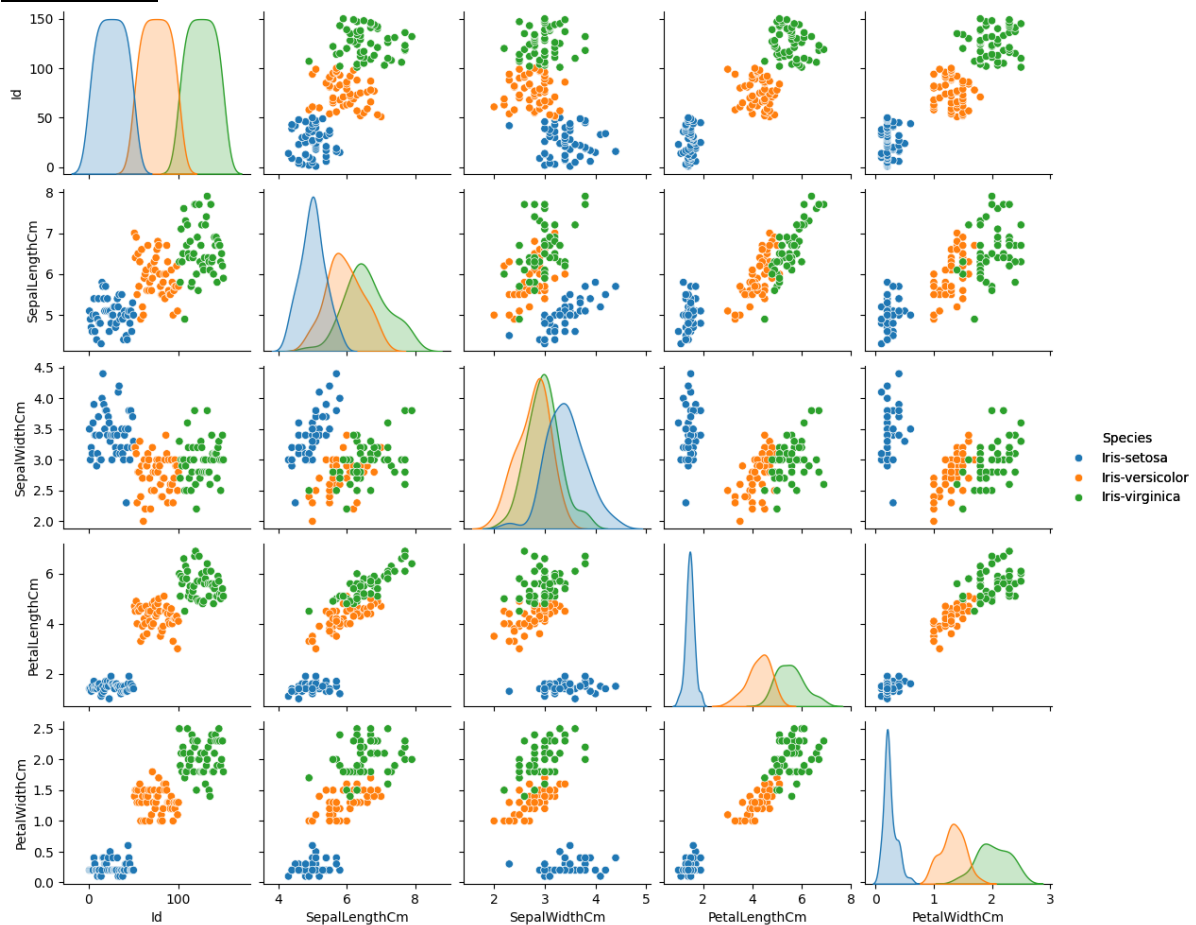 150
100
50
0
Id
8
7
6
5
SepalLengthCm
4.5
4.0
3.5
3.0
2.5
2.0
SepalWidthCm
6
4
2
PetalLengthCm
2.5
2.0
1.5
1.0
0.5
0.0
PetalWidthCm
0 100
Id
4 6 8
SepalLengthCm
2 3 4 5
SepalWidthCm
2 4 6 8
PetalLengthCm
0 1 2 3
PetalWidthCm
Species
Iris-setosa
Iris-versicolor
Iris-virginica